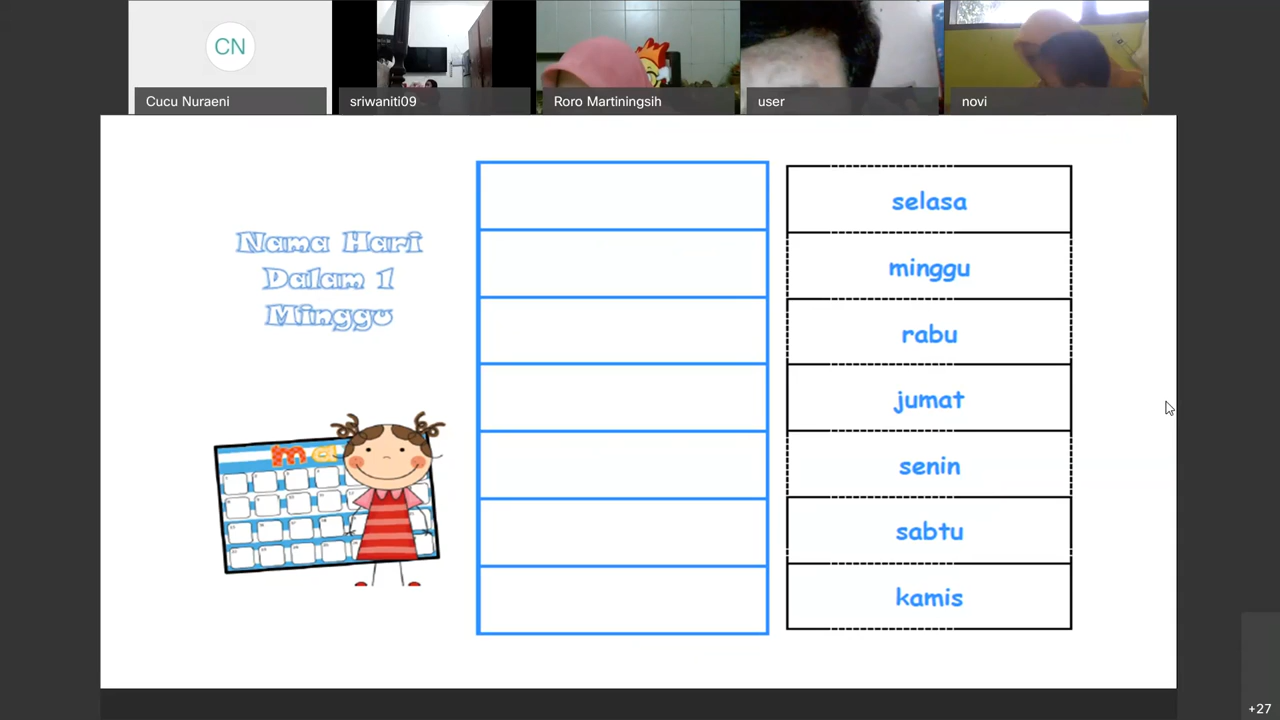 CN
Cucu Nuraeni
sriwaniti09
Roro Martiningsih
user
novi
Nama Hari
Dalam 1
Minggu
selasa
minggu
rabu
jumat
senin
sabtu
kamis
+27